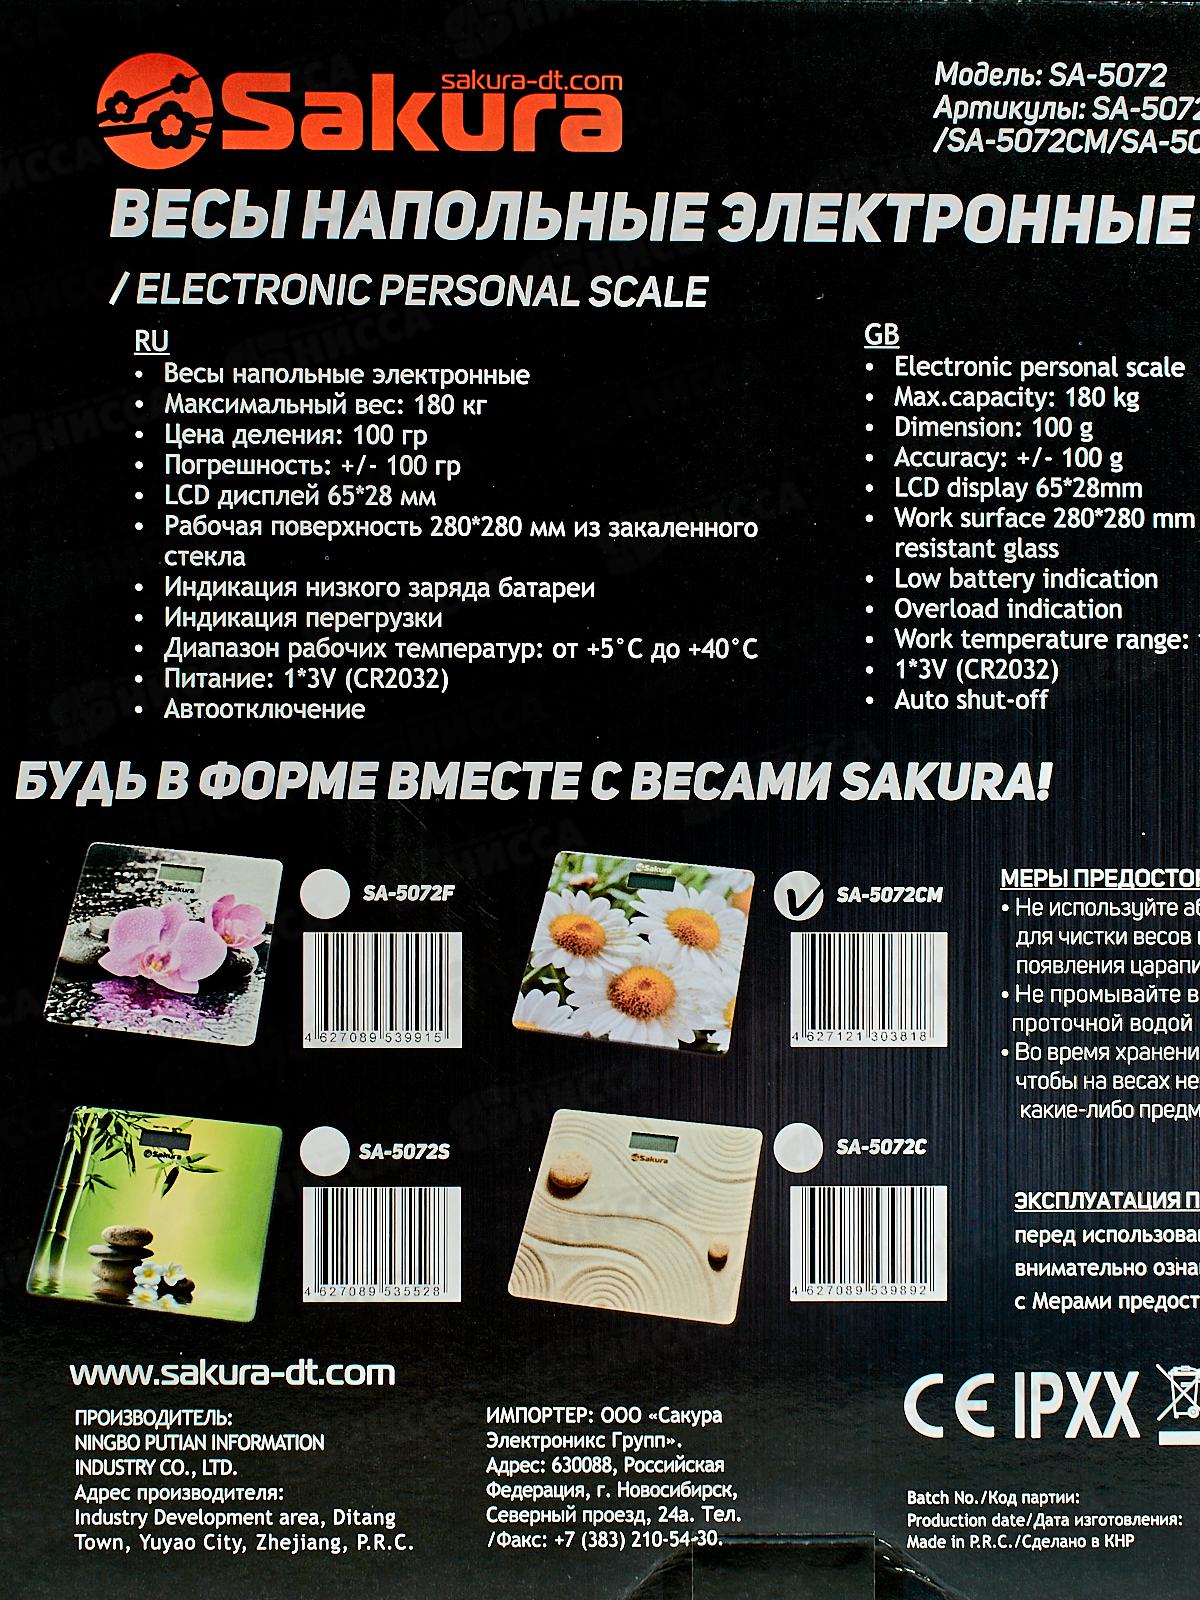 sakura-dt.com
Sakura
Модель: SA-5072
Артикулы: SA-5072
/SA-5072CM/SA-50
ВЕСЫ НАПОЛЬНЫЕ ЭЛЕКТРОННЫЕ
/ ELECTRONIC PERSONAL SCALE
RU
• Весы напольные электронные
• Максимальный вес: 180 кг
• Цена деления: 100 гр
• Погрешность: +/- 100 гр
• LCD дисплей 65*28 мм
• Рабочая поверхность 280*280 мм из закаленного
стекла
• Индикация низкого заряда батареи
• Индикация перегрузки
• Диапазон рабочих температур: от +5°C до +40°C
• Питание: 1*3V (CR2032)
• Автоотключение
GB
• Electronic personal scale
• Max.capacity: 180 kg
• Dimension: 100 g
• Accuracy: +/- 100 g
• LCD display 65*28mm
• Work surface 280*280 mm
resistant glass
• Low battery indication
• Overload indication
• Work temperature range:
• 1*3V (CR2032)
• Auto shut-off
БУДЬ В ФОРМЕ ВМЕСТЕ С ВЕСАМИ SAKURA!
Sakura
SA-5072F
4 627089 539915
Sakura
SA-5072CM
4 627121 303818
Sakura
SA-5072S
4 627089 535528
Sakura
SA-5072C
4 627089 539892
МЕРЫ ПРЕДОСТОР
• Не используйте аб
для чистки весов
появления царапи
• Не промывайте в
проточной водой
• Во время хранени
чтобы на весах не
какие-либо предм
ЭКСПЛУАТАЦИЯ П
перед использова
внимательно озна
с Мерами предост
www.sakura-dt.com
ПРОИЗВОДИТЕЛЬ:
NINGBO PUTIAN INFORMATION
INDUSTRY CO., LTD.
Адрес производителя:
Industry Development area, Ditang
Town, Yuyao City, Zhejiang, P.R.C.
ИМПОРТЕР: ООО «Сакура
Электроникс Групп».
Адрес: 630088, Российская
Федерация, г. Новосибирск,
Северный проезд, 24а. Тел.
/Факс: +7 (383) 210-54-30.
CE IPXX
Batch No./Код партии:
Production date/Дата изготовления:
Made in P.R.C./Сделано в КНР